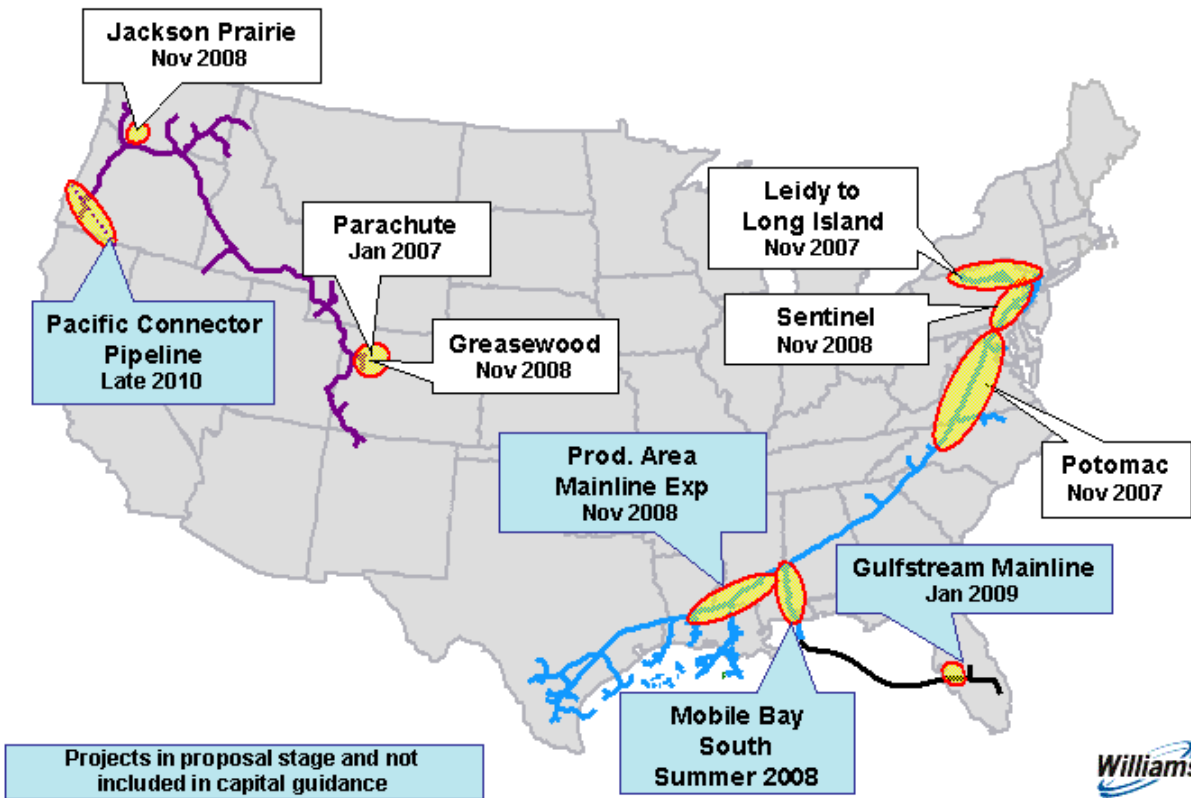 Jackson Prairie
Nov 2008
Leidy to
Long Island
Nov 2007
Parachute
Jan 2007
Sentinel
Nov 2008
Pacific Connector
Pipeline
Late 2010
Greasewood
Nov 2008
Prod. Area
Mainline Exp
Nov 2008
Potomac
Nov 2007
Gulfstream Mainline
Jan 2009
Mobile Bay
South
Summer 2008
Projects in proposal stage and not
included in capital guidance
Williams